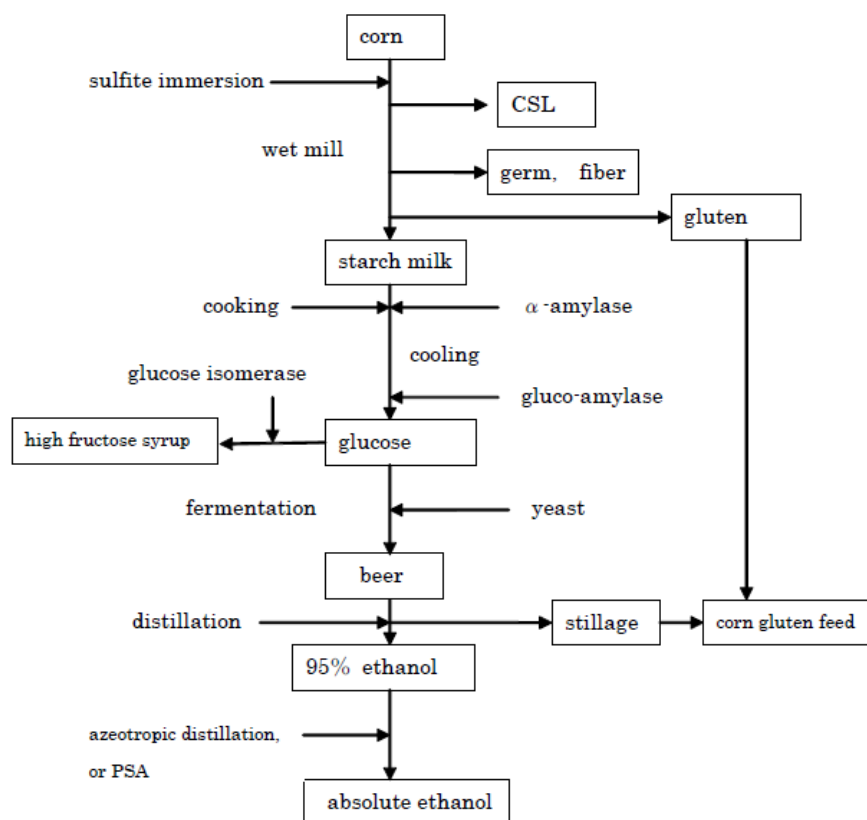 corn
sulfite immersion
CSL
wet mill
germ, fiber
gluten
starch milk
cooking
α-amylase
cooling
glucose isomerase
gluco-amylase
high fructose syrup
glucose
fermentation
yeast
beer
distillation
stillage
corn gluten feed
95% ethanol
azeotropic distillation,
or PSA
absolute ethanol